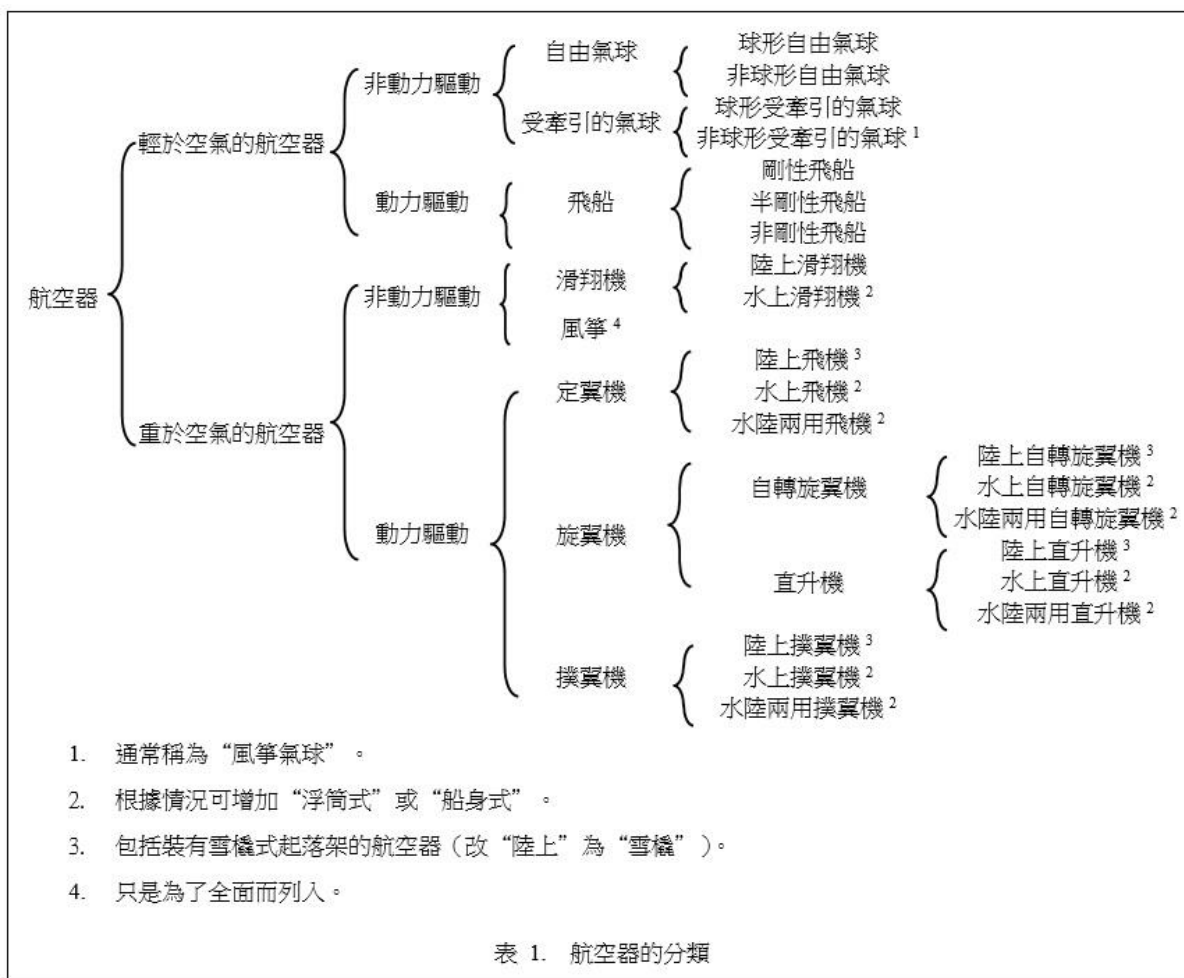 球形自由氣球
自由氣球
非球形自由氣球
非動力驅動
球形受牽引的氣球
受牽引的氣球
非球形受牽引的氣球 1
輕於空氣的航空器
剛性飛船
動力驅動
飛船
半剛性飛船
非剛性飛船
航空器
陸上滑翔機
滑翔機
非動力驅動
水上滑翔機 2
風箏 4
陸上飛機 3
定翼機
水上飛機 2
水陸兩用飛機 2
重於空氣的航空器
陸上自轉旋翼機 3
自轉旋翼機
水上自轉旋翼機 2
水陸兩用自轉旋翼機 2
動力驅動
旋翼機
陸上直升機 3
直升機
水上直升機 2
水陸兩用直升機 2
陸上撲翼機 3
撲翼機
水上撲翼機 2
水陸兩用撲翼機 2
1. 通常稱為“風箏氣球”。
2. 根據情況可增加“浮筒式”或“船身式”。
3. 包括裝有雪橇式起落架的航空器（改“陸上”為“雪橇”）。
4. 只是為了全面而列入。
表 1. 航空器的分類